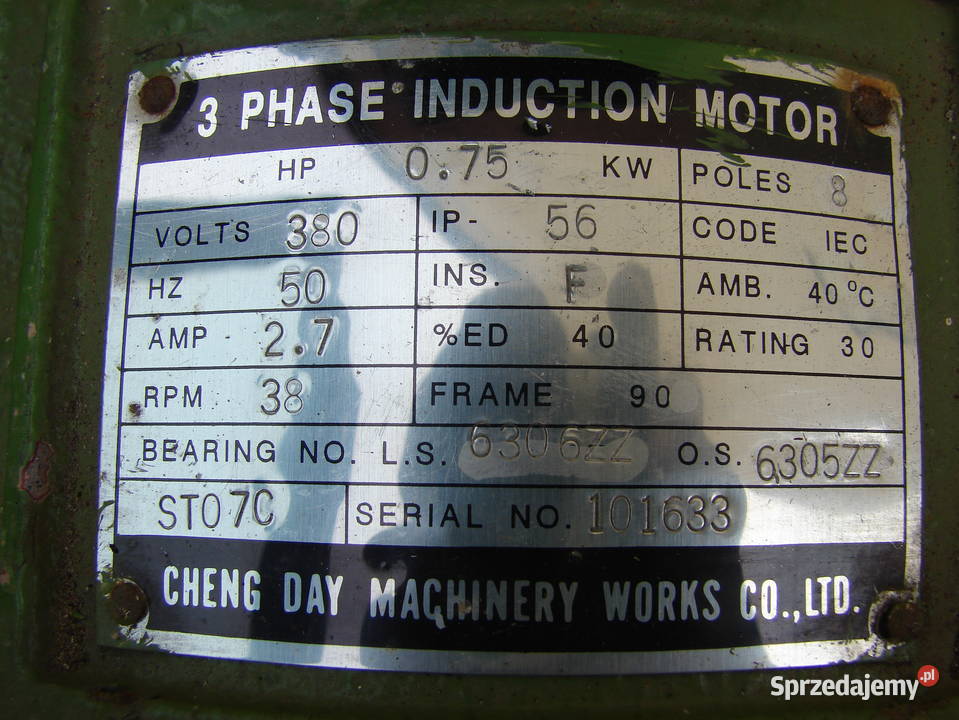 3 PHASE INDUCTION MOTOR
HP 0.75 KW POLES 8
VOLTS 380 IP- 56 CODE IEC
HZ 50 INS. F AMB. 40 °C
AMP 2.7 %ED 40 RATING 30
RPM 38 FRAME 90
BEARING NO. L.S. 6306ZZ O.S. 6305ZZ
ST07C SERIAL NO. 101633
CHENG DAY MACHINERY WORKS CO.,LTD.
Sprzedajemy.pl